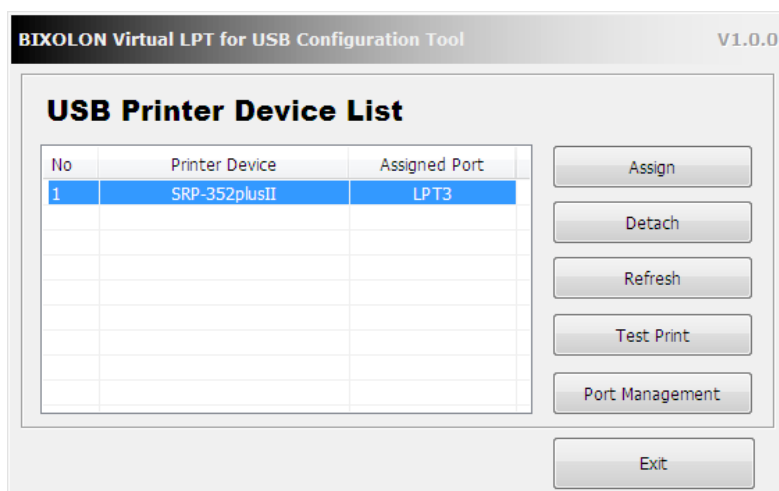 BIXOLON Virtual LPT for USB Configuration Tool V1.0.0
USB Printer Device List
No Printer Device Assigned Port
1 SRP-352plusII LPT3
Assign
Detach
Refresh
Test Print
Port Management
Exit